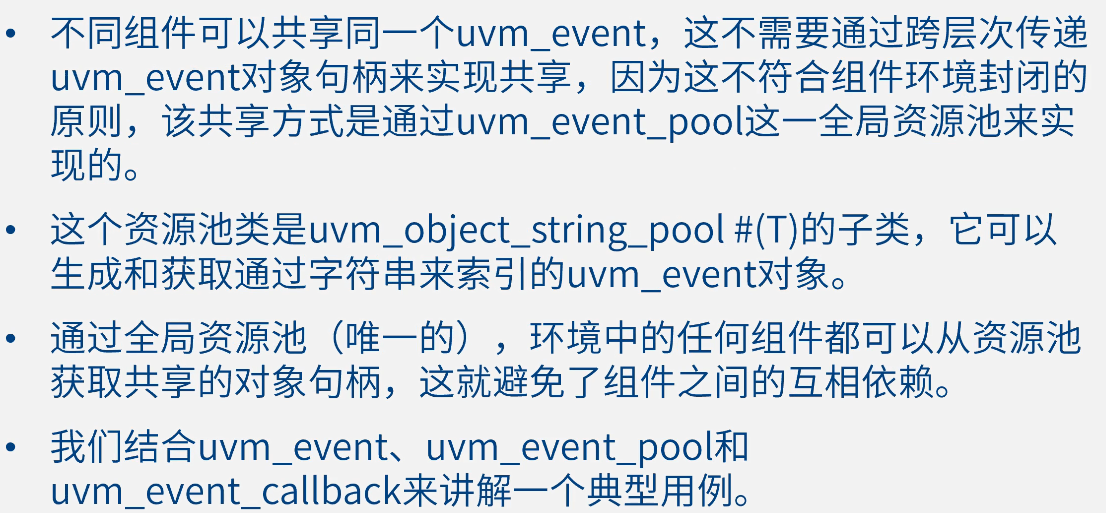 • 不同组件可以共享同一个uvm_event，这不需要通过跨层次传递
uvm_event对象句柄来实现共享，因为这不符合组件环境封闭的
原则，该共享方式是通过uvm_event_pool这一全局资源池来实
现的。
• 这个资源池类是uvm_object_string_pool #(T)的子类，它可以
生成和获取通过字符串来索引的uvm_event对象。
• 通过全局资源池（唯一的），环境中的任何组件都可以从资源池
获取共享的对象句柄，这就避免了组件之间的互相依赖。
• 我们结合uvm_event、uvm_event_pool和
uvm_event_callback来讲解一个典型用例。